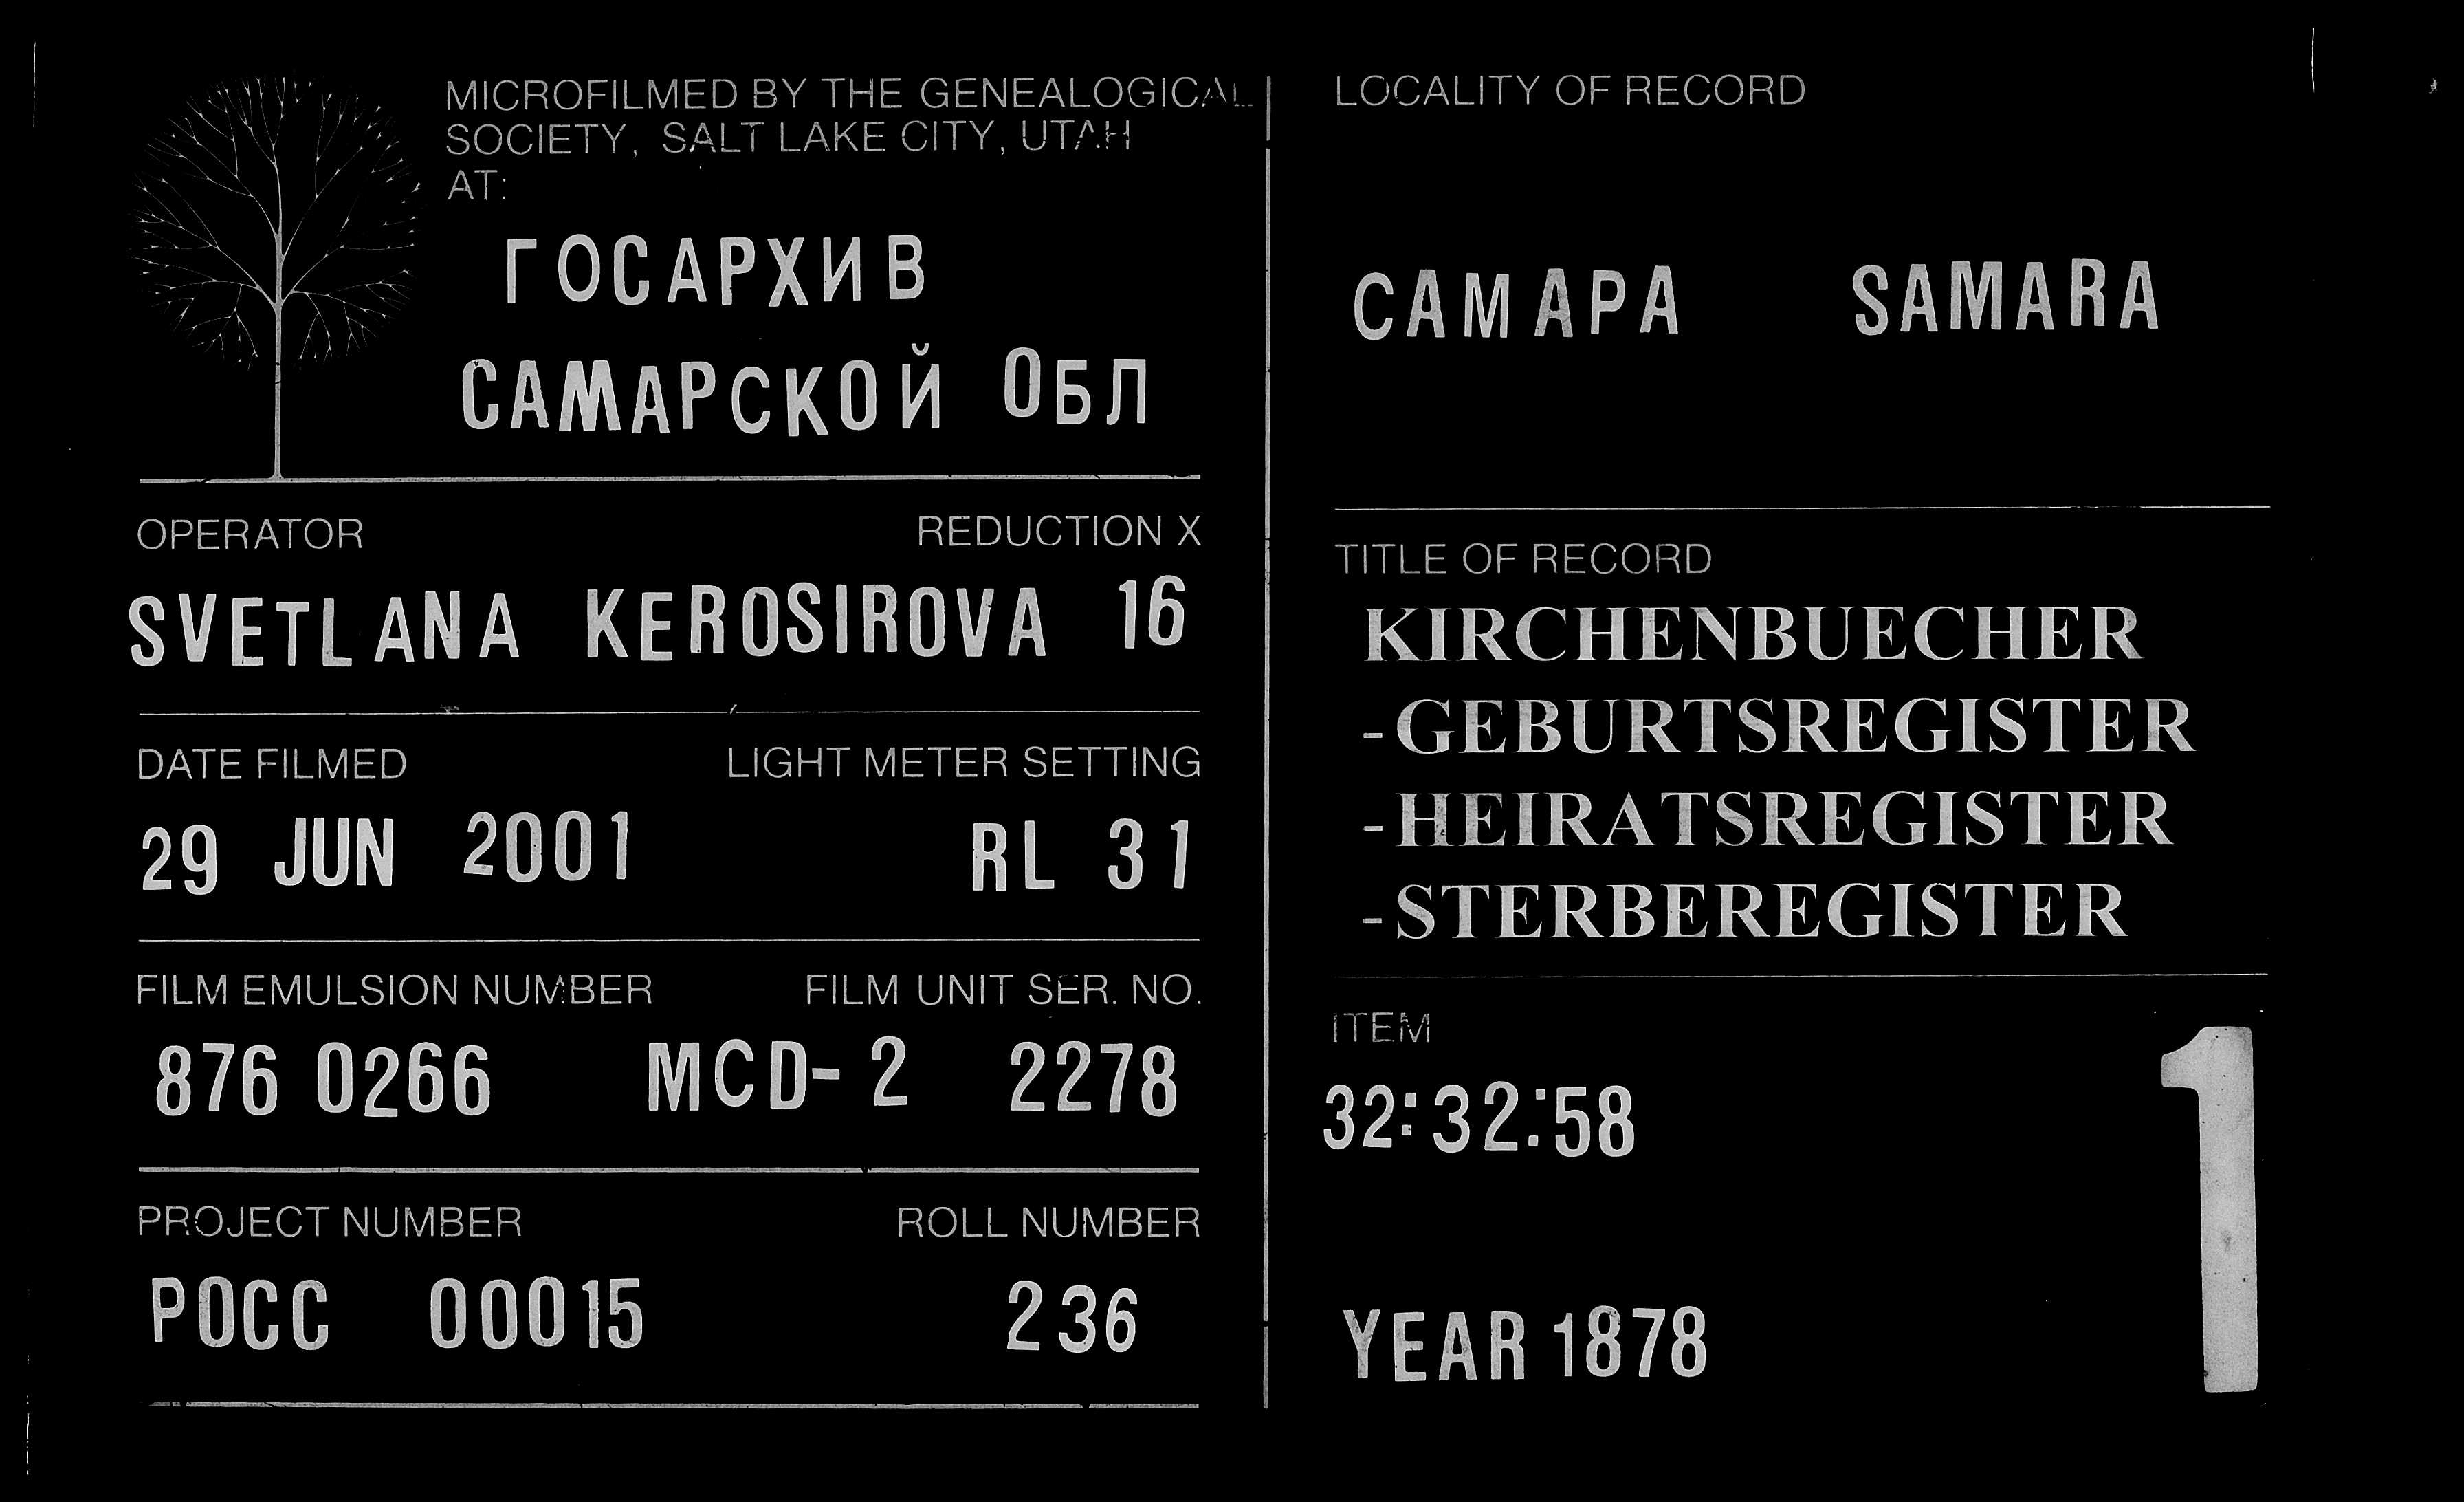 MICROFILMED BY THE GENEALOGICAL
SOCIETY, SALT LAKE CITY, UTAH
AT:
ГОСАРХИВ
САМАРСКОЙ ОБЛ
OPERATOR REDUCTION X
SVETLANA KEROSIROVA 16
DATE FILMED LIGHT METER SETTING
29 JUN 2001 RL 31
FILM EMULSION NUMBER FILM UNIT SER. NO.
876 0266 MCD-2 2278
PROJECT NUMBER ROLL NUMBER
РОСС 00015 236
LOCALITY OF RECORD
САМАРА SAMARA
TITLE OF RECORD
KIRCHENBUECHER
-GEBURTSREGISTER
-HEIRATSREGISTER
-STERBEREGISTER
ITEM
32:32:58
1
YEAR 1878